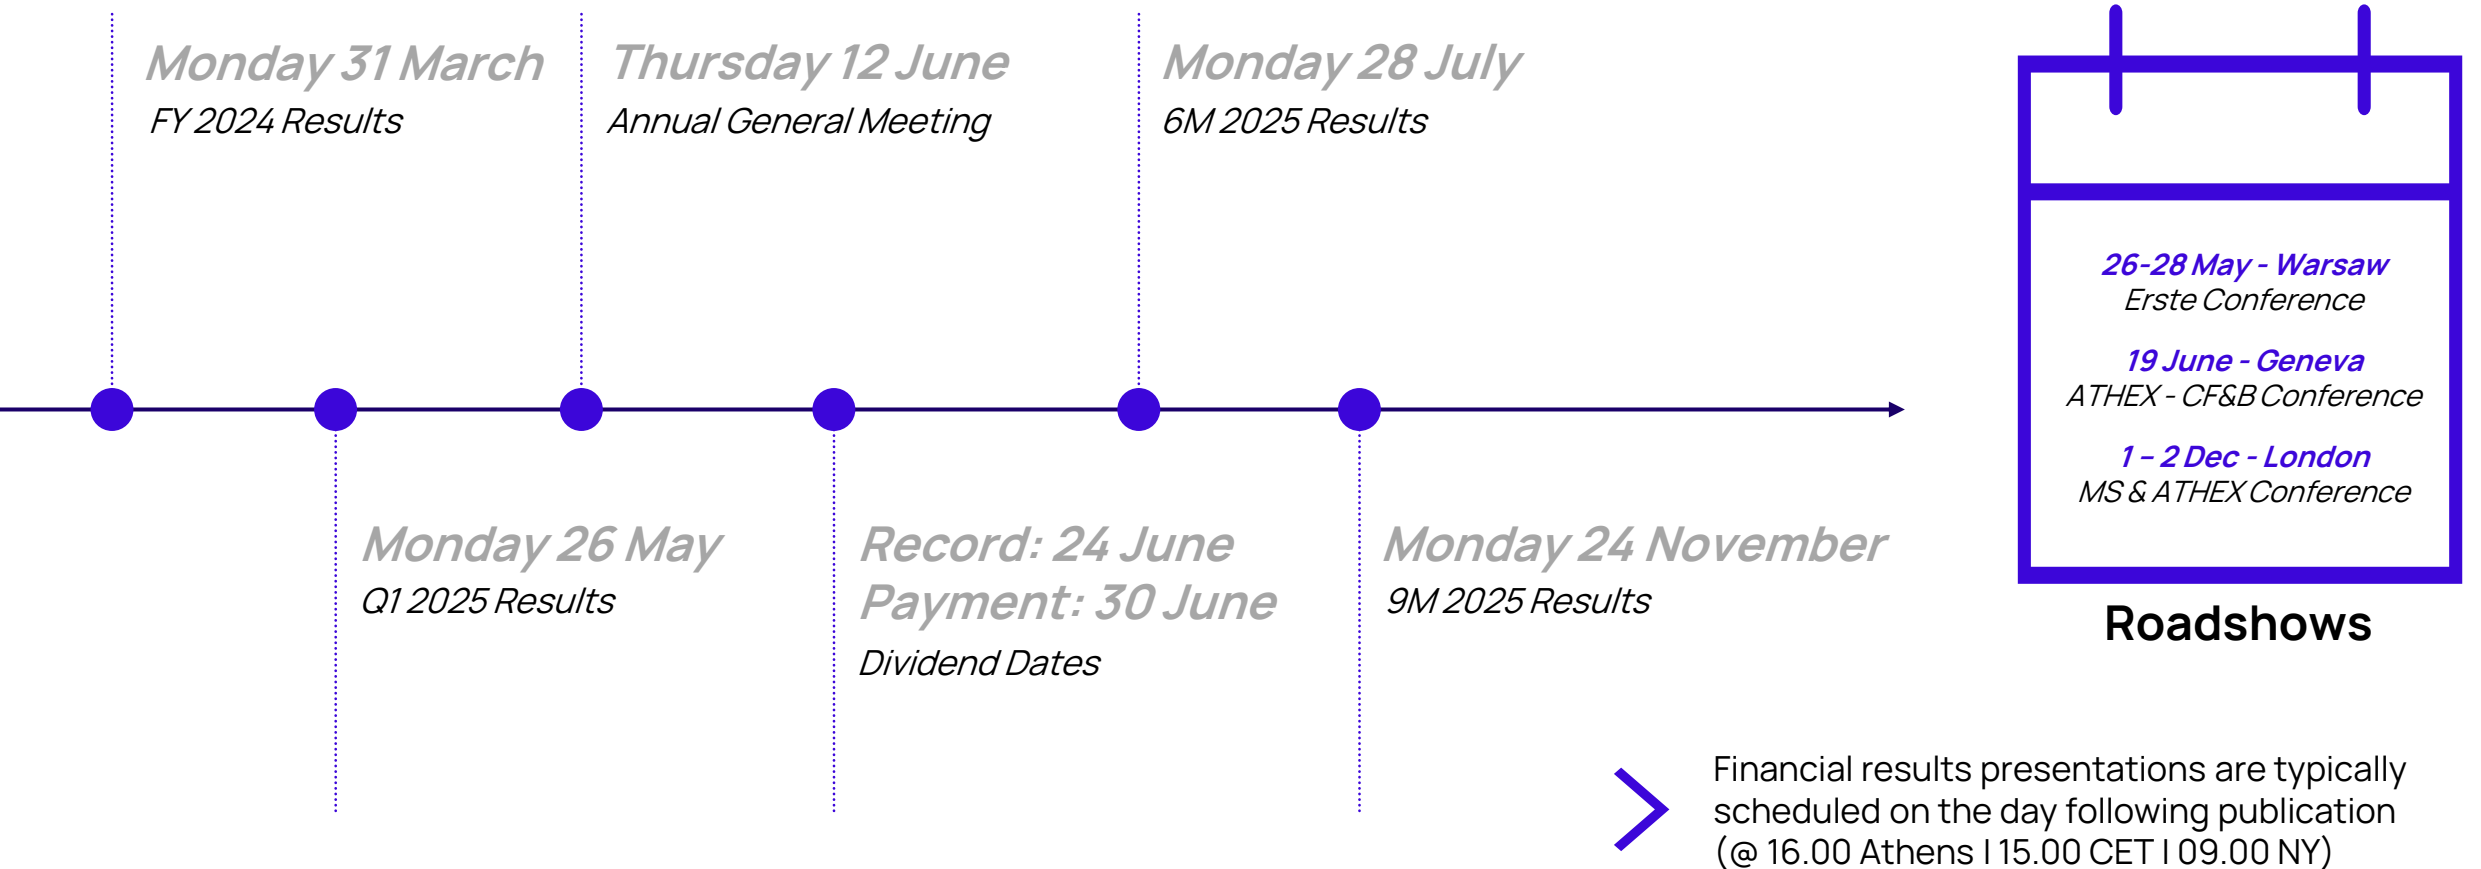 Monday 31 March
FY 2024 Results
Thursday 12 June
Annual General Meeting
Monday 28 July
6M 2025 Results
Monday 26 May
Q1 2025 Results
Record: 24 June
Payment: 30 June
Dividend Dates
Monday 24 November
9M 2025 Results
26-28 May - Warsaw
Erste Conference
19 June - Geneva
ATHEX - CF&B Conference
1 – 2 Dec - London
MS & ATHEX Conference
Roadshows
Financial results presentations are typically
scheduled on the day following publication
(@ 16.00 Athens I 15.00 CET I 09.00 NY)